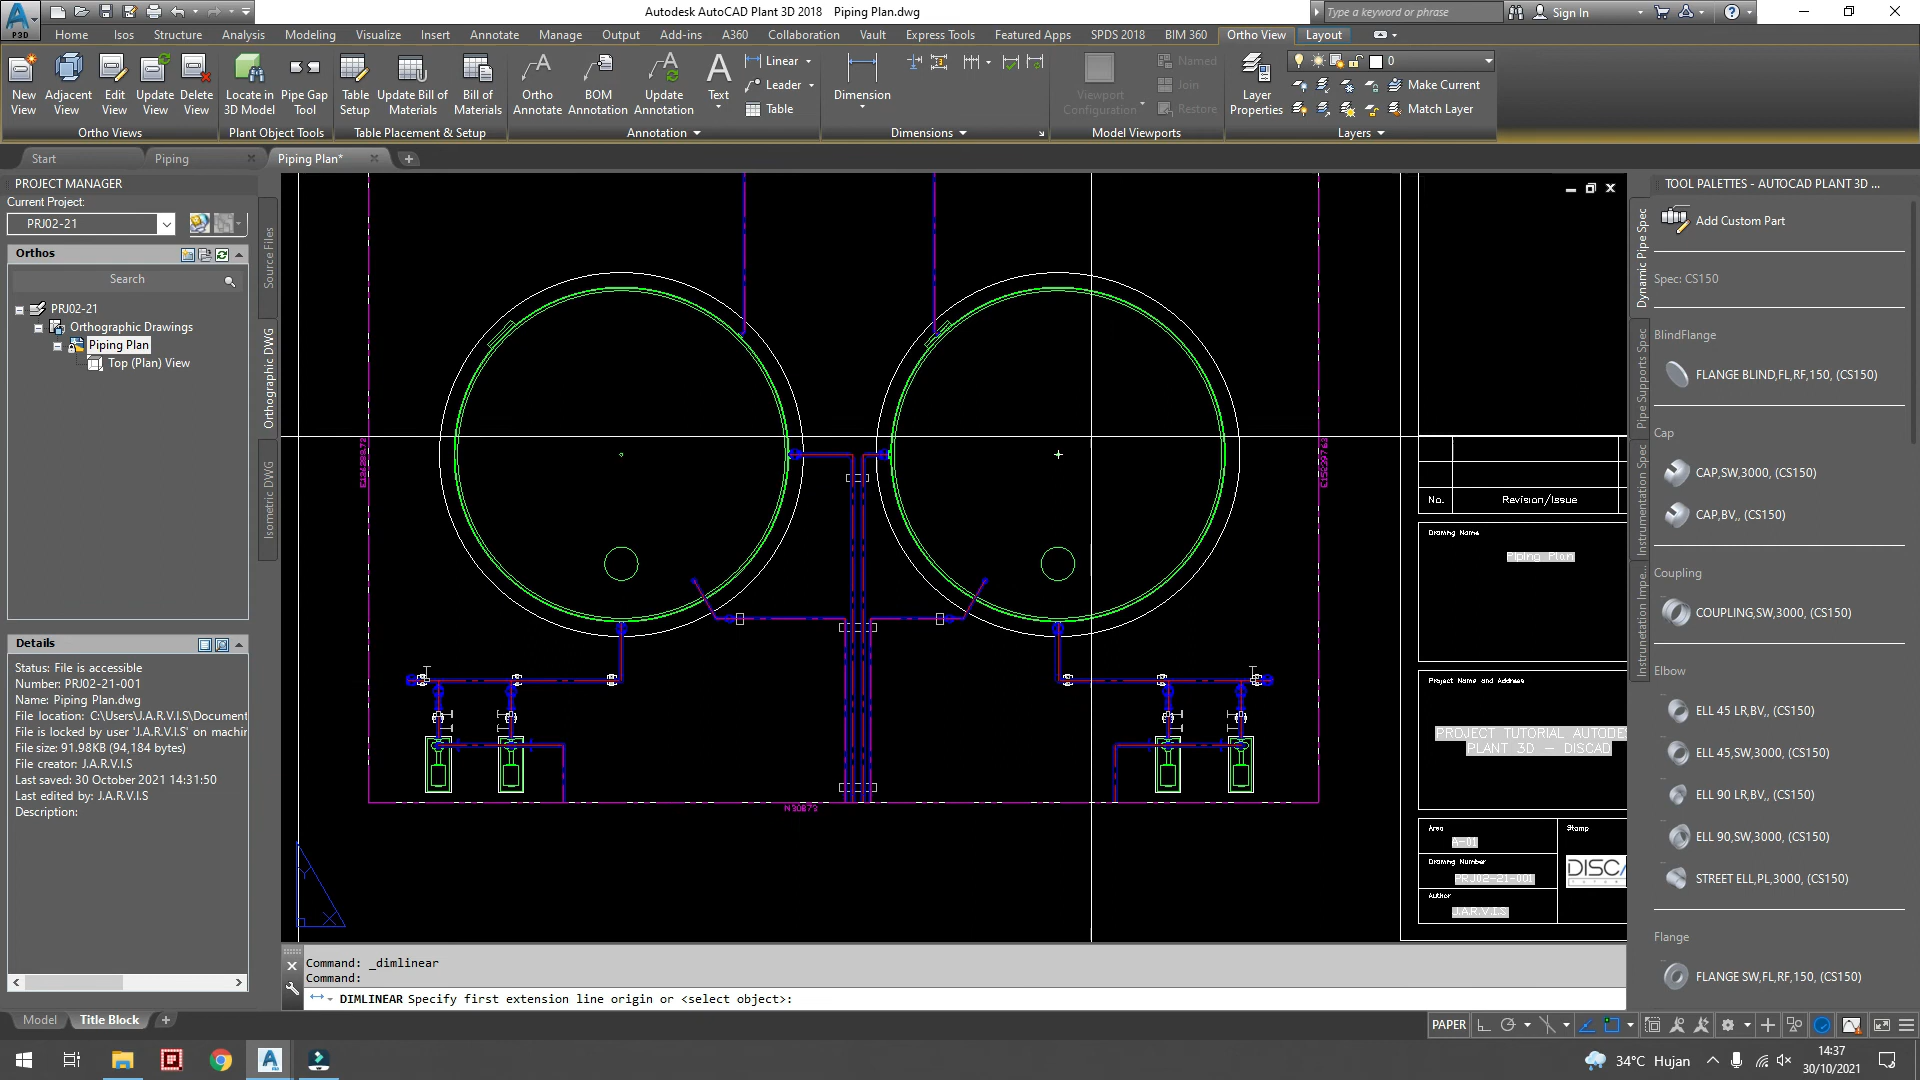 Autodesk AutoCAD Plant 3D 2018 Piping Plan.dwg
Type a keyword or phrase
Sign In
P3D
Home
Isos
Structure
Analysis
Modeling
Visualize
Insert
Annotate
Manage
Output
Add-ins
A360
Collaboration
Vault
Express Tools
Featured Apps
SPDS 2018
BIM 360
Ortho View
Layout
New View
Adjacent View
Edit View
Update View
Delete View
Locate in 3D Model
Pipe Gap Tool
Table Setup
Update Bill of Materials
Bill of Materials
Ortho Annotate
BOM Annotation
Update Annotation
Text
Linear
Leader
Table
Dimension
Viewport Configuration
Named
Join
Restore
Layer Properties
0
Make Current
Match Layer
Ortho Views
Plant Object Tools
Table Placement & Setup
Annotation
Dimensions
Model Viewports
Layers
Start
Piping
Piping Plan*
PROJECT MANAGER
Current Project:
PRJ02-21
Orthos
Search
PRJ02-21
Orthographic Drawings
Piping Plan
Top (Plan) View
Source Files
Orthographic DWG
Isometric DWG
Details
Status: File is accessible
Number: PRJ02-21-001
Name: Piping Plan.dwg
File location: C:\Users\J.A.R.V.I.S\Document
File is locked by user 'J.A.R.V.I.S' on machin
File size: 91.98KB (94,184 bytes)
File creator: J.A.R.V.I.S
Last saved: 30 October 2021 14:31:50
Last edited by: J.A.R.V.I.S
Description:
N30873
Y
X
No.
Revision/Issue
Drawing Name
Piping Plan
Project Name and Address
PROJECT TUTORIAL AUTODES
PLANT 3D - DISCAD
Area
A-01
Stamp
Drawing Number
PRJ02-21-001
Author
J.A.R.V.I.S
DISCA
Command: _dimlinear
Command:
DIMLINEAR Specify first extension line origin or <select object>:
TOOL PALETTES - AUTOCAD PLANT 3D ...
Dynamic Pipe Spec
Pipe Supports Spec
Instrumentation Spec
Instrunetation Impe...
Add Custom Part
Spec: CS150
BlindFlange
FLANGE BLIND,FL,RF,150, (CS150)
Cap
CAP,SW,3000, (CS150)
CAP,BV,, (CS150)
Coupling
COUPLING,SW,3000, (CS150)
Elbow
ELL 45 LR,BV,, (CS150)
ELL 45,SW,3000, (CS150)
ELL 90 LR,BV,, (CS150)
ELL 90,SW,3000, (CS150)
STREET ELL,PL,3000, (CS150)
Flange
FLANGE SW,FL,RF,150, (CS150)
Model
Title Block
PAPER
34°C Hujan
14:37
30/10/2021